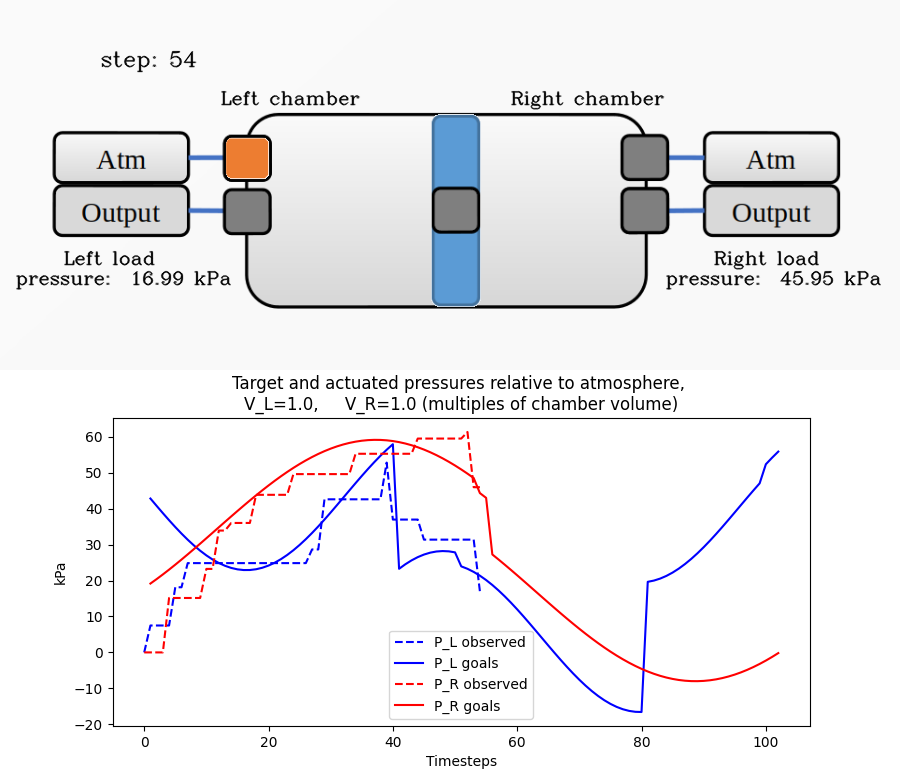 step: 54
Left chamber
Right chamber
Atm
Atm
Output
Output
Left load
pressure: 16.99 kPa
Right load
pressure: 45.95 kPa
Target and actuated pressures relative to atmosphere,
V_L=1.0, V_R=1.0 (multiples of chamber volume)
60
50
40
30
20
10
0
−10
−20
kPa
P_L observed
P_L goals
P_R observed
P_R goals
0 20 40 60 80 100
Timesteps